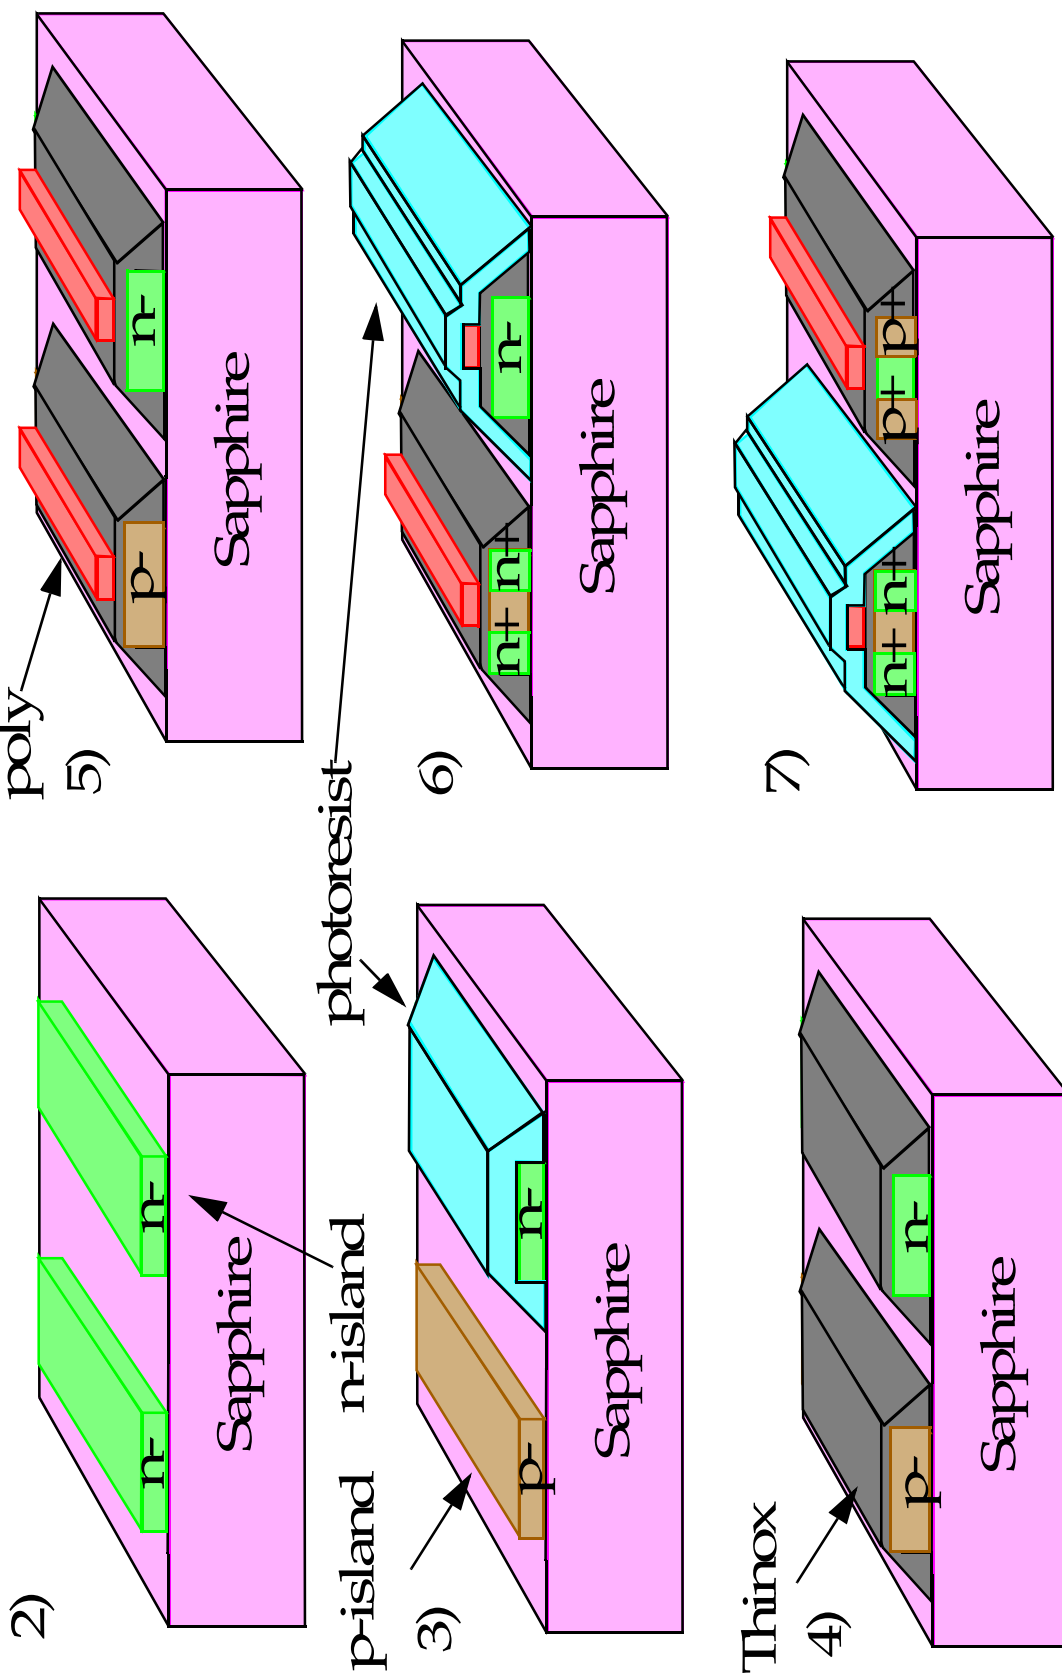 2)
n-
n-
Sapphire
n-island
p-island
3)
p-
n-
Sapphire
photoresist
Thinox
4)
p-
n-
Sapphire
poly
5)
p-
n-
Sapphire
6)
n+ n+
n-
Sapphire
7)
n+ n+
p+ p+
Sapphire